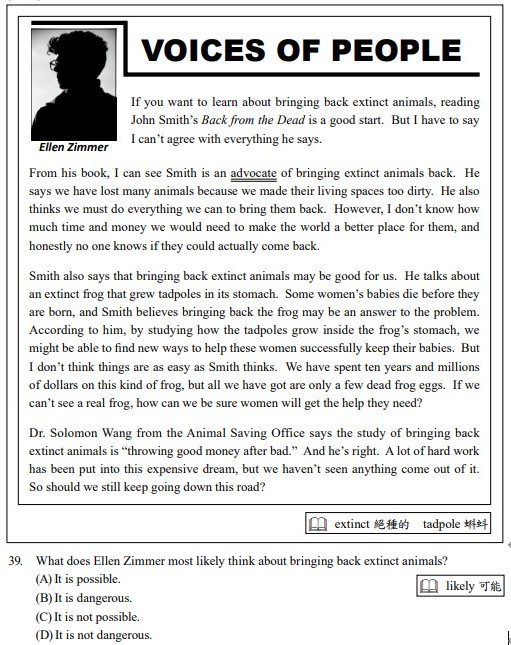 VOICES OF PEOPLE
Ellen Zimmer
If you want to learn about bringing back extinct animals, reading
John Smith's Back from the Dead is a good start. But I have to say
I can't agree with everything he says.
From his book, I can see Smith is an advocate of bringing extinct animals back. He
says we have lost many animals because we made their living spaces too dirty. He also
thinks we must do everything we can to bring them back. However, I don't know how
much time and money we would need to make the world a better place for them, and
honestly no one knows if they could actually come back.
Smith also says that bringing back extinct animals may be good for us. He talks about
an extinct frog that grew tadpoles in its stomach. Some women's babies die before they
are born, and Smith believes bringing back the frog may be an answer to the problem.
According to him, by studying how the tadpoles grow inside the frog's stomach, we
might be able to find new ways to help these women successfully keep their babies. But
I don't think things are as easy as Smith thinks. We have spent ten years and millions
of dollars on this kind of frog, but all we have got are only a few dead frog eggs. If we
can't see a real frog, how can we be sure women will get the help they need?
Dr. Solomon Wang from the Animal Saving Office says the study of bringing back
extinct animals is "throwing good money after bad." And he's right. A lot of hard work
has been put into this expensive dream, but we haven't seen anything come out of it.
So should we still keep going down this road?
extinct 絕種的 tadpole 蝌蚪
39. What does Ellen Zimmer most likely think about bringing back extinct animals?
(A) It is possible.
(B) It is dangerous.
(C) It is not possible.
(D) It is not dangerous.
likely 可能